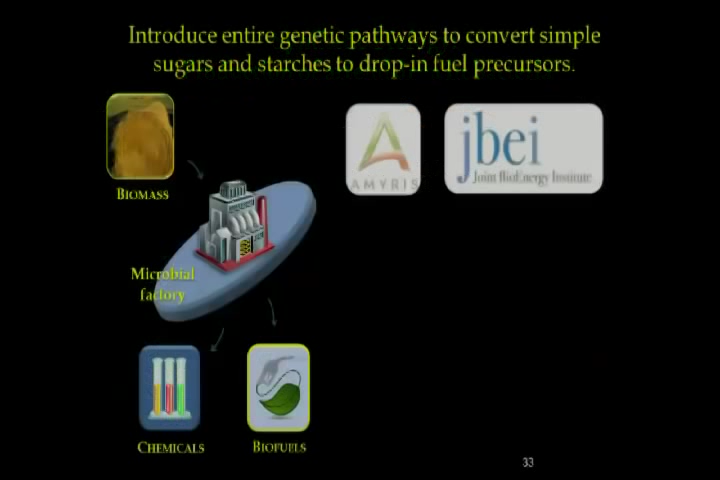 Introduce entire genetic pathways to convert simple
sugars and starches to drop-in fuel precursors.
BIOMASS
AMYRIS
jbei
Joint BioEnergy Institute
Microbial
factory
CHEMICALS
BIOFUELS
33